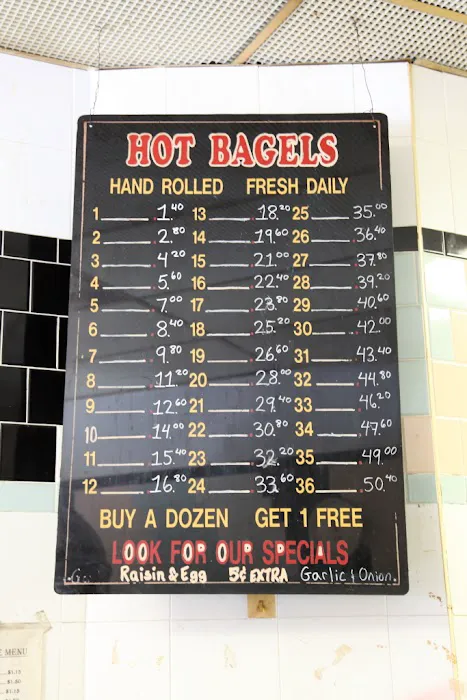 HOT BAGELS
HAND ROLLED FRESH DAILY
1 1.40 13 18.20 25 35.00
2 2.80 14 19.60 26 36.40
3 4.20 15 21.00 27 37.80
4 5.60 16 22.40 28 39.20
5 7.00 17 23.80 29 40.60
6 8.40 18 25.20 30 42.00
7 9.80 19 26.60 31 43.40
8 11.20 20 28.00 32 44.80
9 12.60 21 29.40 33 46.20
10 14.00 22 30.80 34 47.60
11 15.40 23 32.20 35 49.00
12 16.80 24 33.60 36 50.40
BUY A DOZEN GET 1 FREE
LOOK FOR OUR SPECIALS
Raisin & Egg 5¢ EXTRA Garlic & Onion
MENU